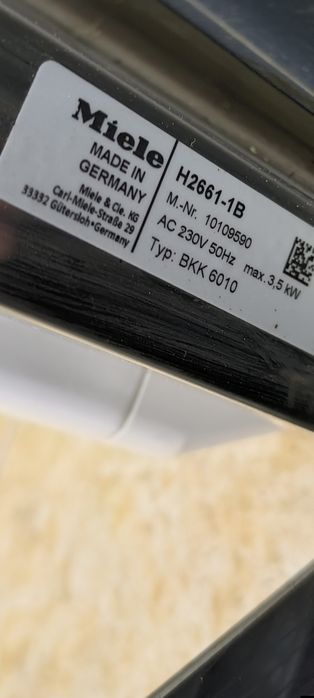 Miele
MADE IN
GERMANY
Miele & Cie. KG
Carl-Miele-Straße 29
33332 Gütersloh•Germany
H2661-1B
M.-Nr. 10109590
AC 230V 50Hz max. 3,5 kW
Typ: BKK 6010